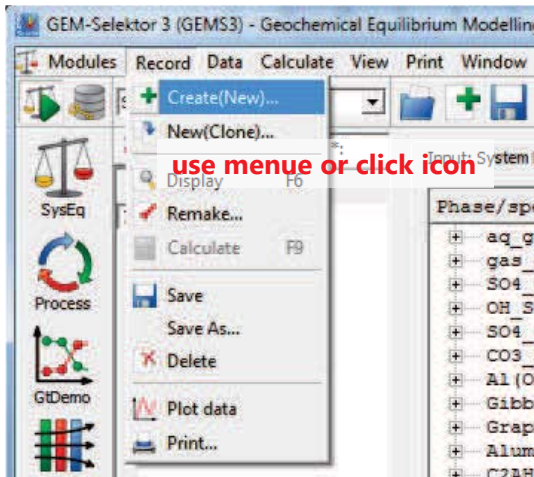 GEM-Selektor 3 (GEMS3) - Geochemical Equilibrium Modelling
Modules Record Data Calculate View Print Window
Create(New)...
New(Clone)...
use menue or click icon
Input: System
Display F6
SysEq
Remake...
Phase/spe
Calculate F9
aq_g
gas_
Save
SO4_
Process
OH_S
Save As...
SO4_
Delete
CO3_
Al(O
GtDemo
Plot data
Gibb
Grap
Print...
Alum
C2AH